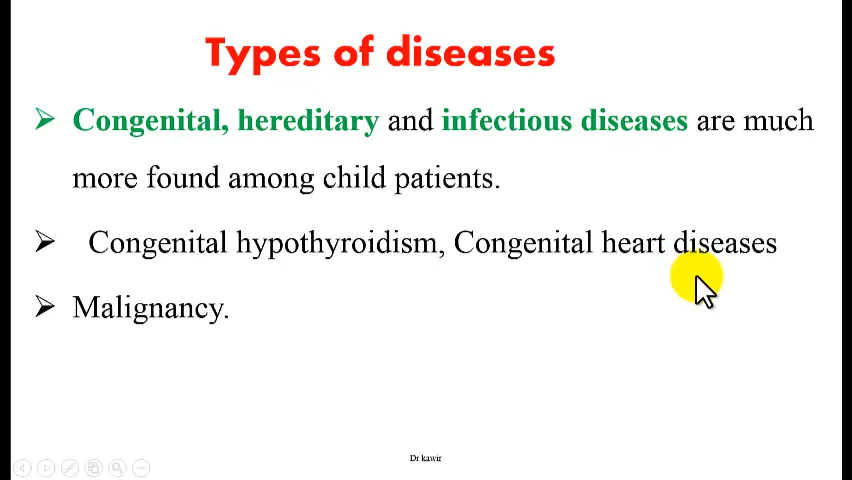 Types of diseases
➢ Congenital, hereditary and infectious diseases are much
more found among child patients.
➢ Congenital hypothyroidism, Congenital heart diseases
➢ Malignancy.
Dr kawir